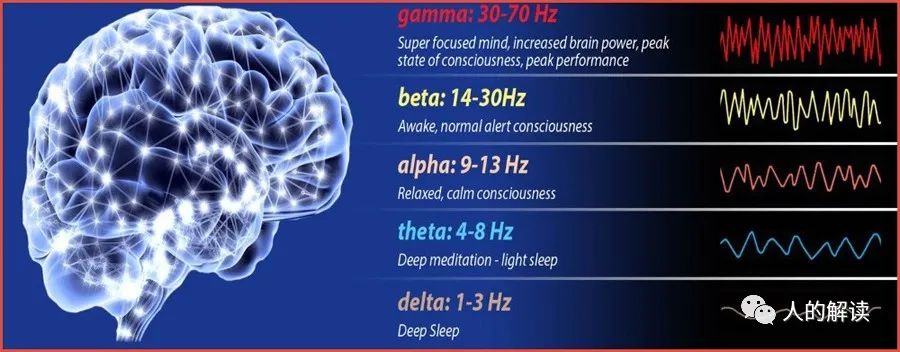 gamma: 30-70 Hz
Super focused mind, increased brain power, peak
state of consciousness, peak performance
beta: 14-30Hz
Awake, normal alert consciousness
alpha: 9-13 Hz
Relaxed, calm consciousness
theta: 4-8 Hz
Deep meditation - light sleep
delta: 1-3 Hz
Deep Sleep
人的解读